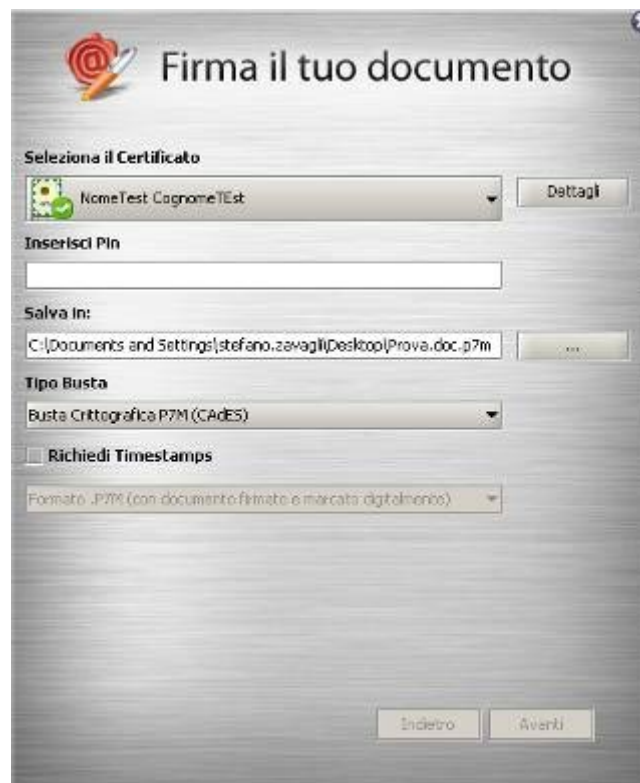 Firma il tuo documento
Seleziona il Certificato
NomeTest CognomeTEst
Dettagli
Inserisci Pin
Salva in:
C:\Documents and Settings\stefano.zavagli\Desktop\Prova.doc.p7m
...
Tipo Busta
Busta Crittografica P7M (CAdES)
Richiedi Timestamps
Formato .P7M (con documento firmato e marcato digitalmente)
Indietro Avanti